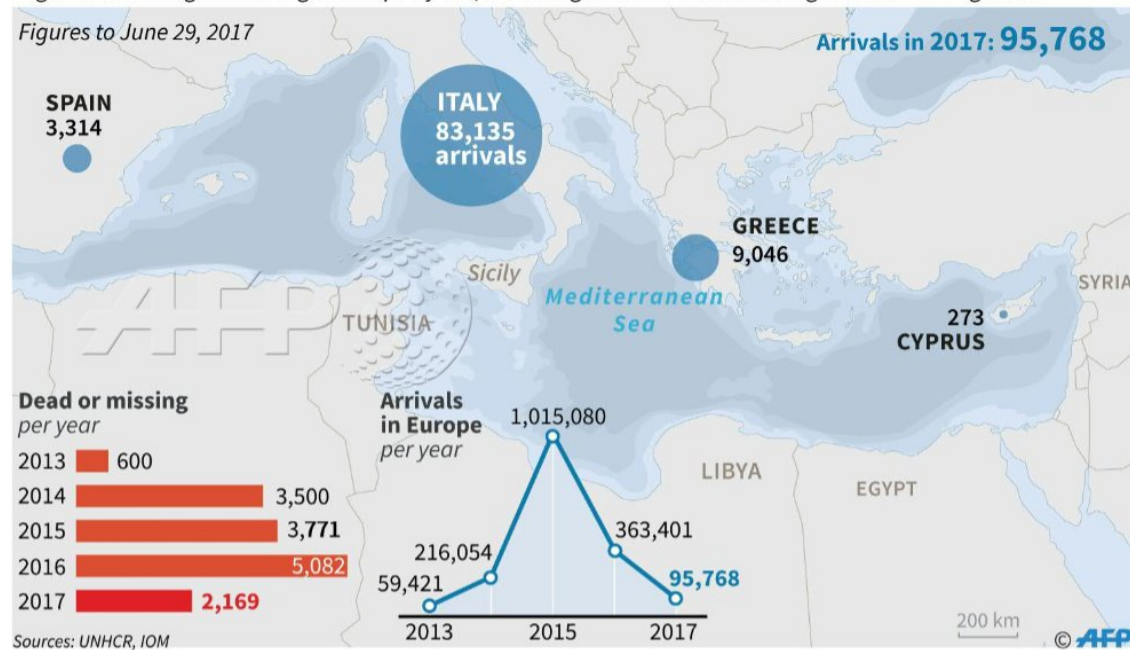 Figures to June 29, 2017
Arrivals in 2017: 95,768
SPAIN
3,314
ITALY
83,135
arrivals
GREECE
9,046
Sicily
Mediterranean
Sea
SYRIA
AFP
TUNISIA
273
CYPRUS
Dead or missing
per year
2013 600
2014 3,500
2015 3,771
2016 5,082
2017 2,169
Arrivals
in Europe
per year
1,015,080
363,401
216,054
59,421
95,768
2013 2015 2017
LIBYA
EGYPT
200 km
Sources: UNHCR, IOM
© AFP